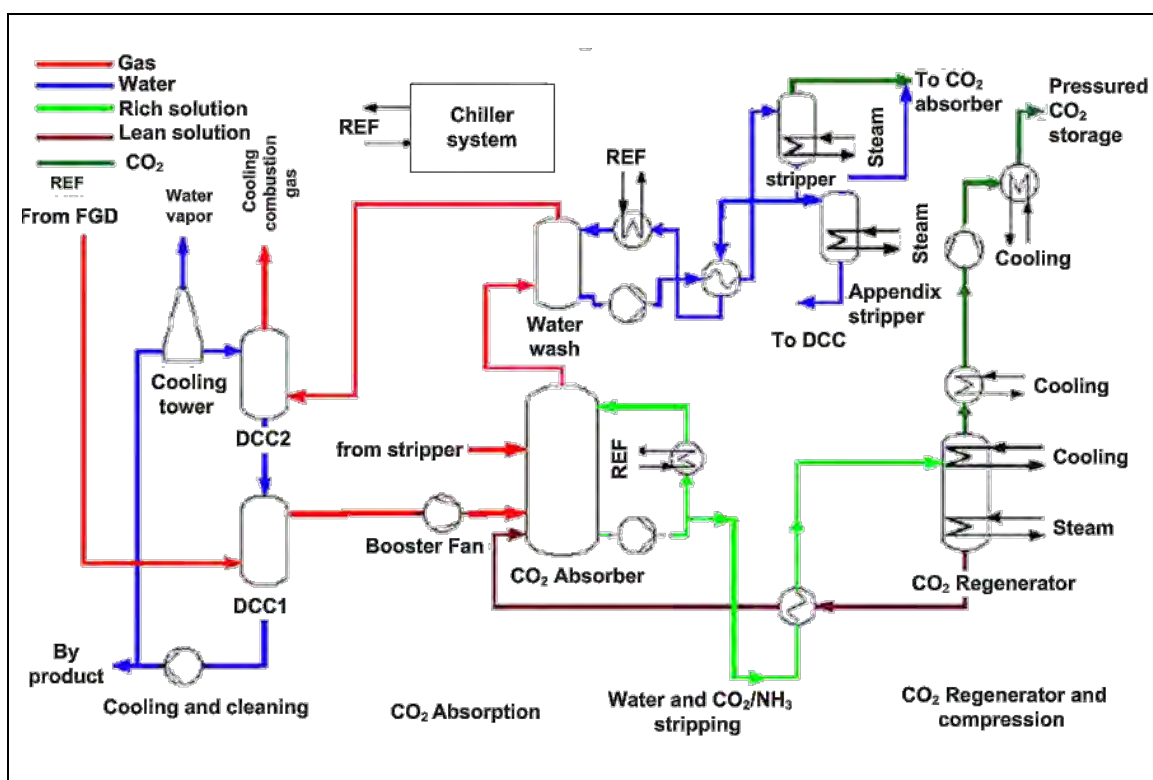 Gas
Water
Rich solution
Lean solution
CO₂
REF
From FGD
Water
vapor
Cooling
combustion
gas
REF
Chiller
system
REF
Steam
stripper
To CO₂
absorber
Pressured
CO₂
storage
Cooling
Steam
Appendix
stripper
To DCC
Water
wash
Cooling
tower
DCC2
from stripper
REF
Cooling
Cooling
Steam
Booster Fan
CO₂ Absorber
CO₂ Regenerator
DCC1
By
product
Cooling and cleaning
CO₂ Absorption
Water and CO₂/NH₃
stripping
CO₂ Regenerator and
compression